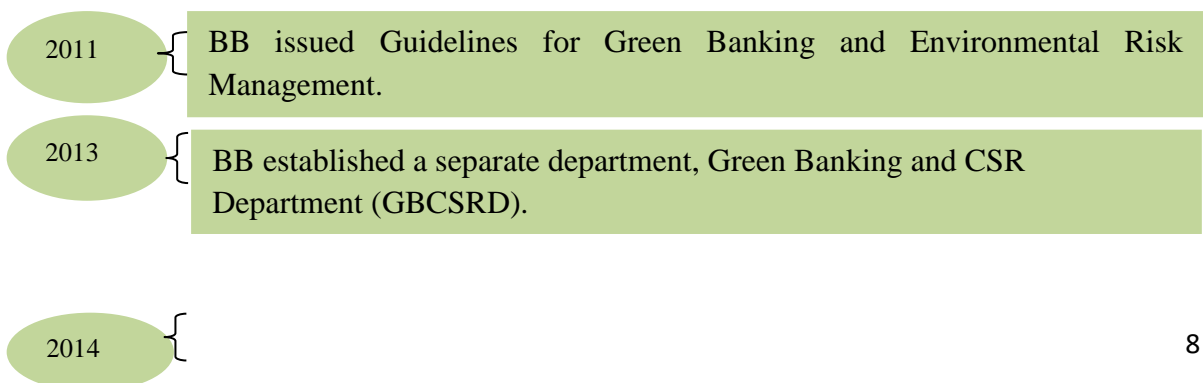 2011
BB issued Guidelines for Green Banking and Environmental Risk
Management.
2013
BB established a separate department, Green Banking and CSR
Department (GBCSRD).
2014
8